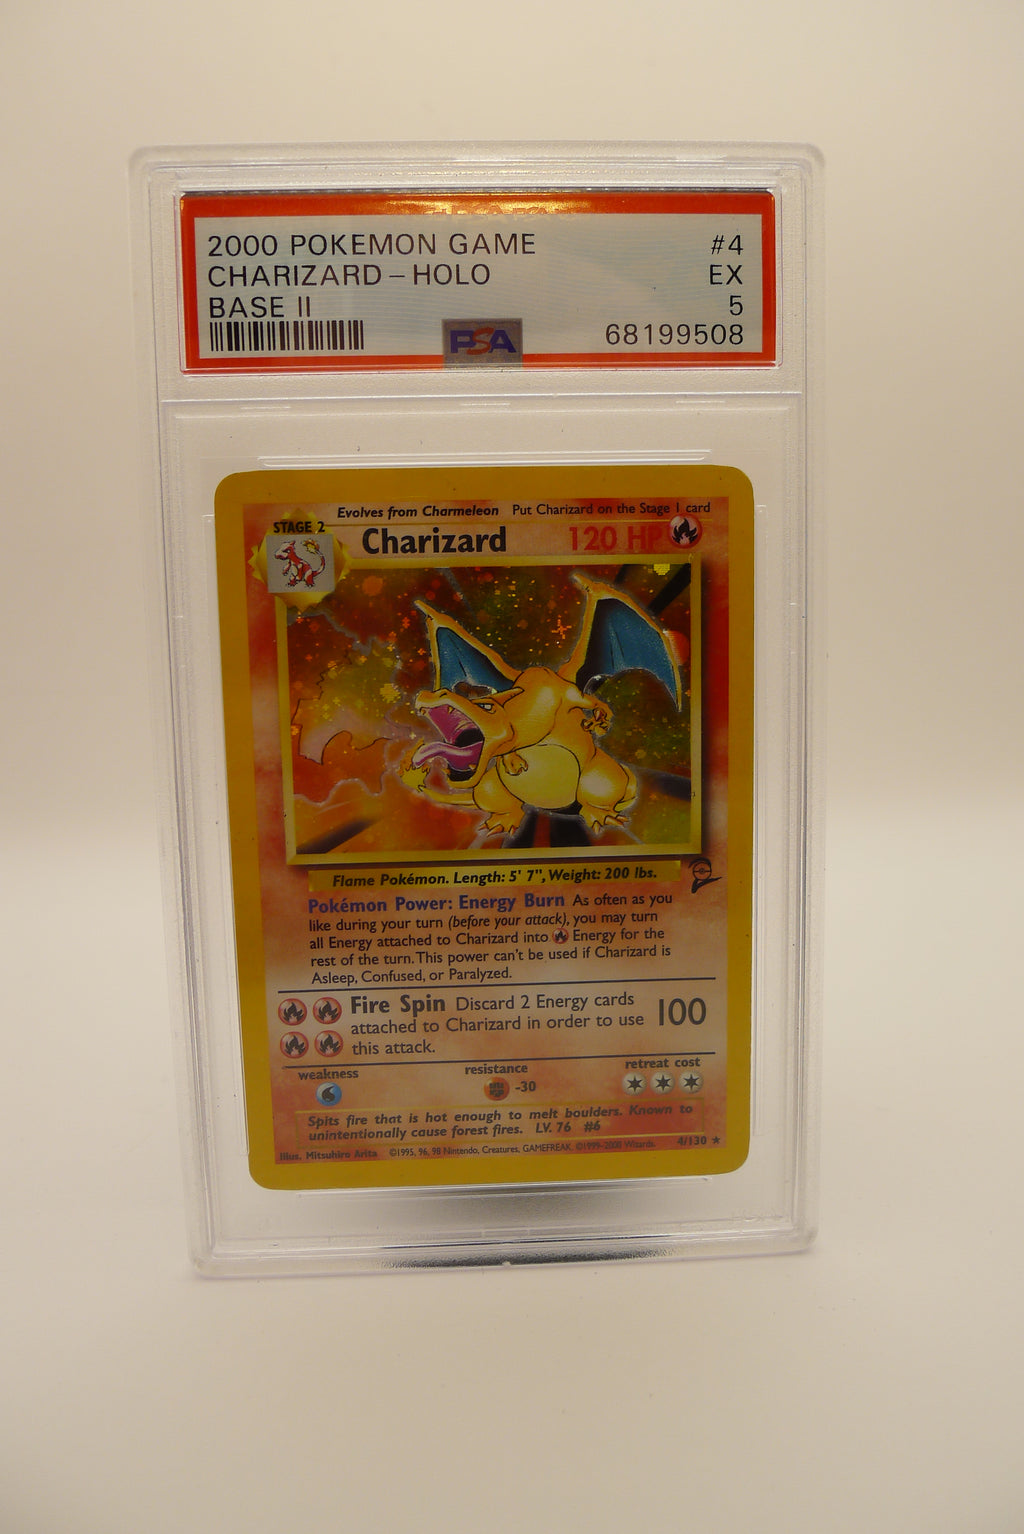 2000 POKEMON GAME #4
CHARIZARD - HOLO EX
BASE II 5
PSA 68199508
Evolves from Charmeleon Put Charizard on the Stage 1 card
STAGE 2
Charizard 120 HP
Flame Pokémon. Length: 5' 7", Weight: 200 lbs.
Pokémon Power: Energy Burn As often as you
like during your turn (before your attack), you may turn
all Energy attached to Charizard into Energy for the
rest of the turn. This power can't be used if Charizard is
Asleep, Confused, or Paralyzed.
Fire Spin Discard 2 Energy cards
attached to Charizard in order to use 100
this attack.
weakness resistance retreat cost
-30
Spits fire that is hot enough to melt boulders. Known to
unintentionally cause forest fires. LV. 76 #6
Illus. Mitsuhiro Arita ©1995, 96, 98 Nintendo, Creatures, GAMEFREAK. ©1999-2000 Wizards. 4/130 ★